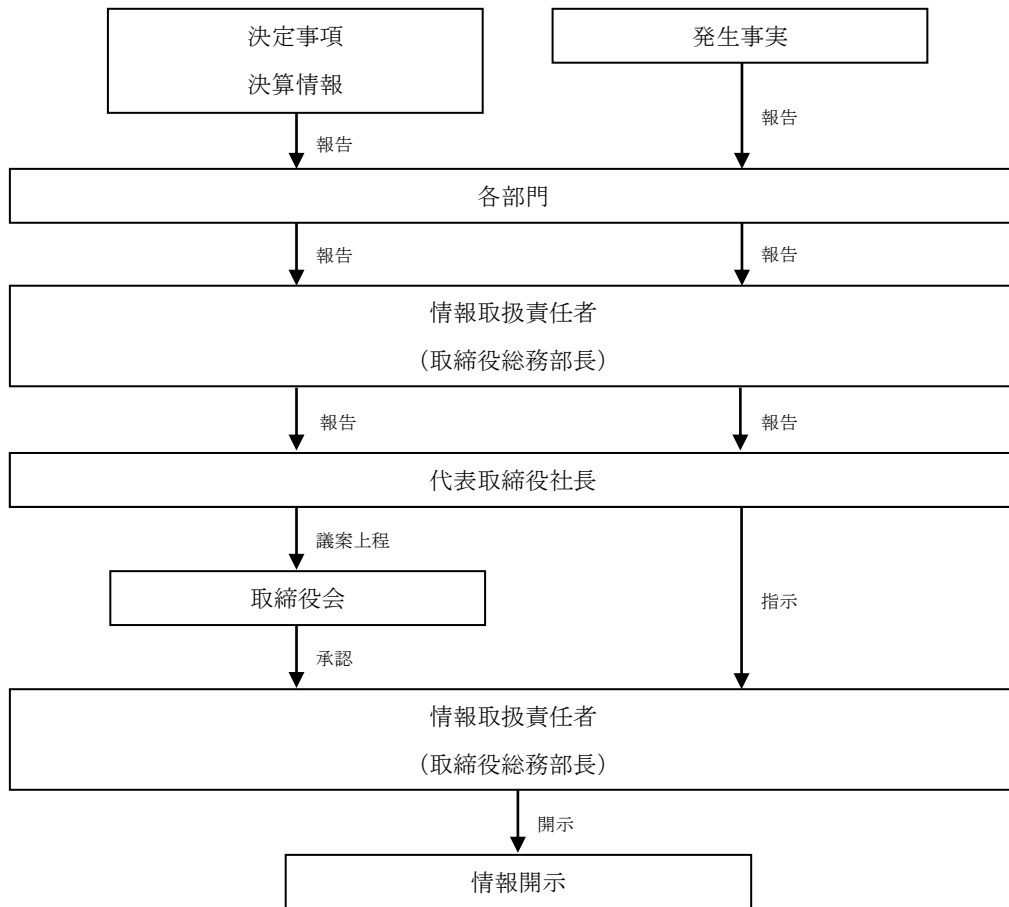 決定事項
決算情報
発生事実
報告
報告
各部門
報告
報告
情報取扱責任者
（取締役総務部長）
報告
報告
代表取締役社長
議案上程
取締役会
指示
承認
情報取扱責任者
（取締役総務部長）
開示
情報開示